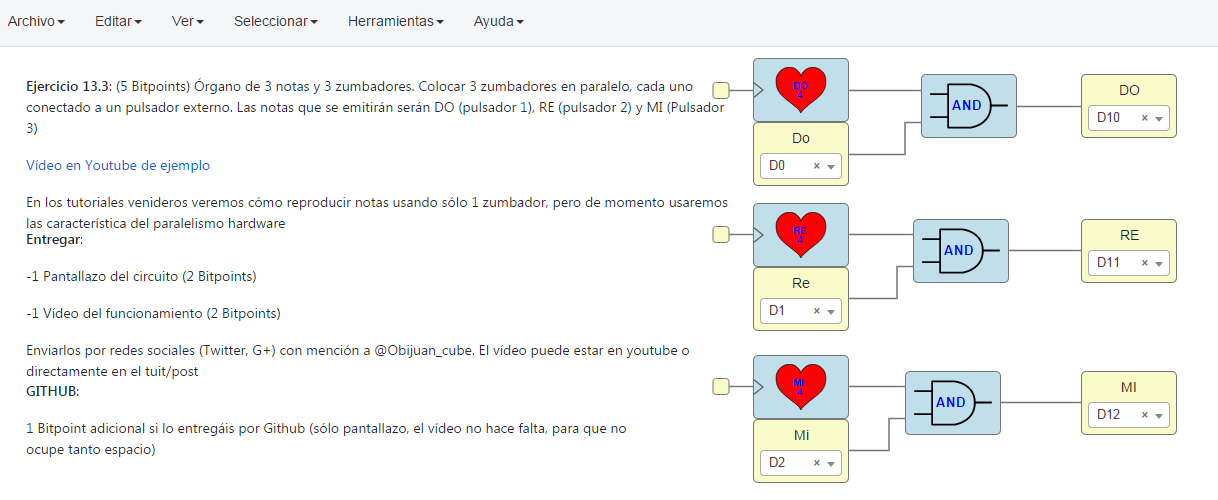 Archivo Editar Ver Seleccionar Herramientas Ayuda
Ejercicio 13.3: (5 Bitpoints) Órgano de 3 notas y 3 zumbadores. Colocar 3 zumbadores en paralelo, cada uno
conectado a un pulsador externo. Las notas que se emitirán serán DO (pulsador 1), RE (pulsador 2) y MI (Pulsador
3)
Vídeo en Youtube de ejemplo
En los tutoriales venideros veremos cómo reproducir notas usando sólo 1 zumbador, pero de momento usaremos
las característica del paralelismo hardware
Entregar:
-1 Pantallazo del circuito (2 Bitpoints)
-1 Vídeo del funcionamiento (2 Bitpoints)
Enviarlos por redes sociales (Twitter, G+) con mención a @Obijuan_cube. El vídeo puede estar en youtube o
directamente en el tuit/post
GITHUB:
1 Bitpoint adicional si lo entregáis por Github (sólo pantallazo, el vídeo no hace falta, para que no
ocupe tanto espacio)
DO
4
Do
D0 ×
AND
DO
D10 ×
RE
4
Re
D1 ×
AND
RE
D11 ×
MI
4
Mi
D2 ×
AND
MI
D12 ×